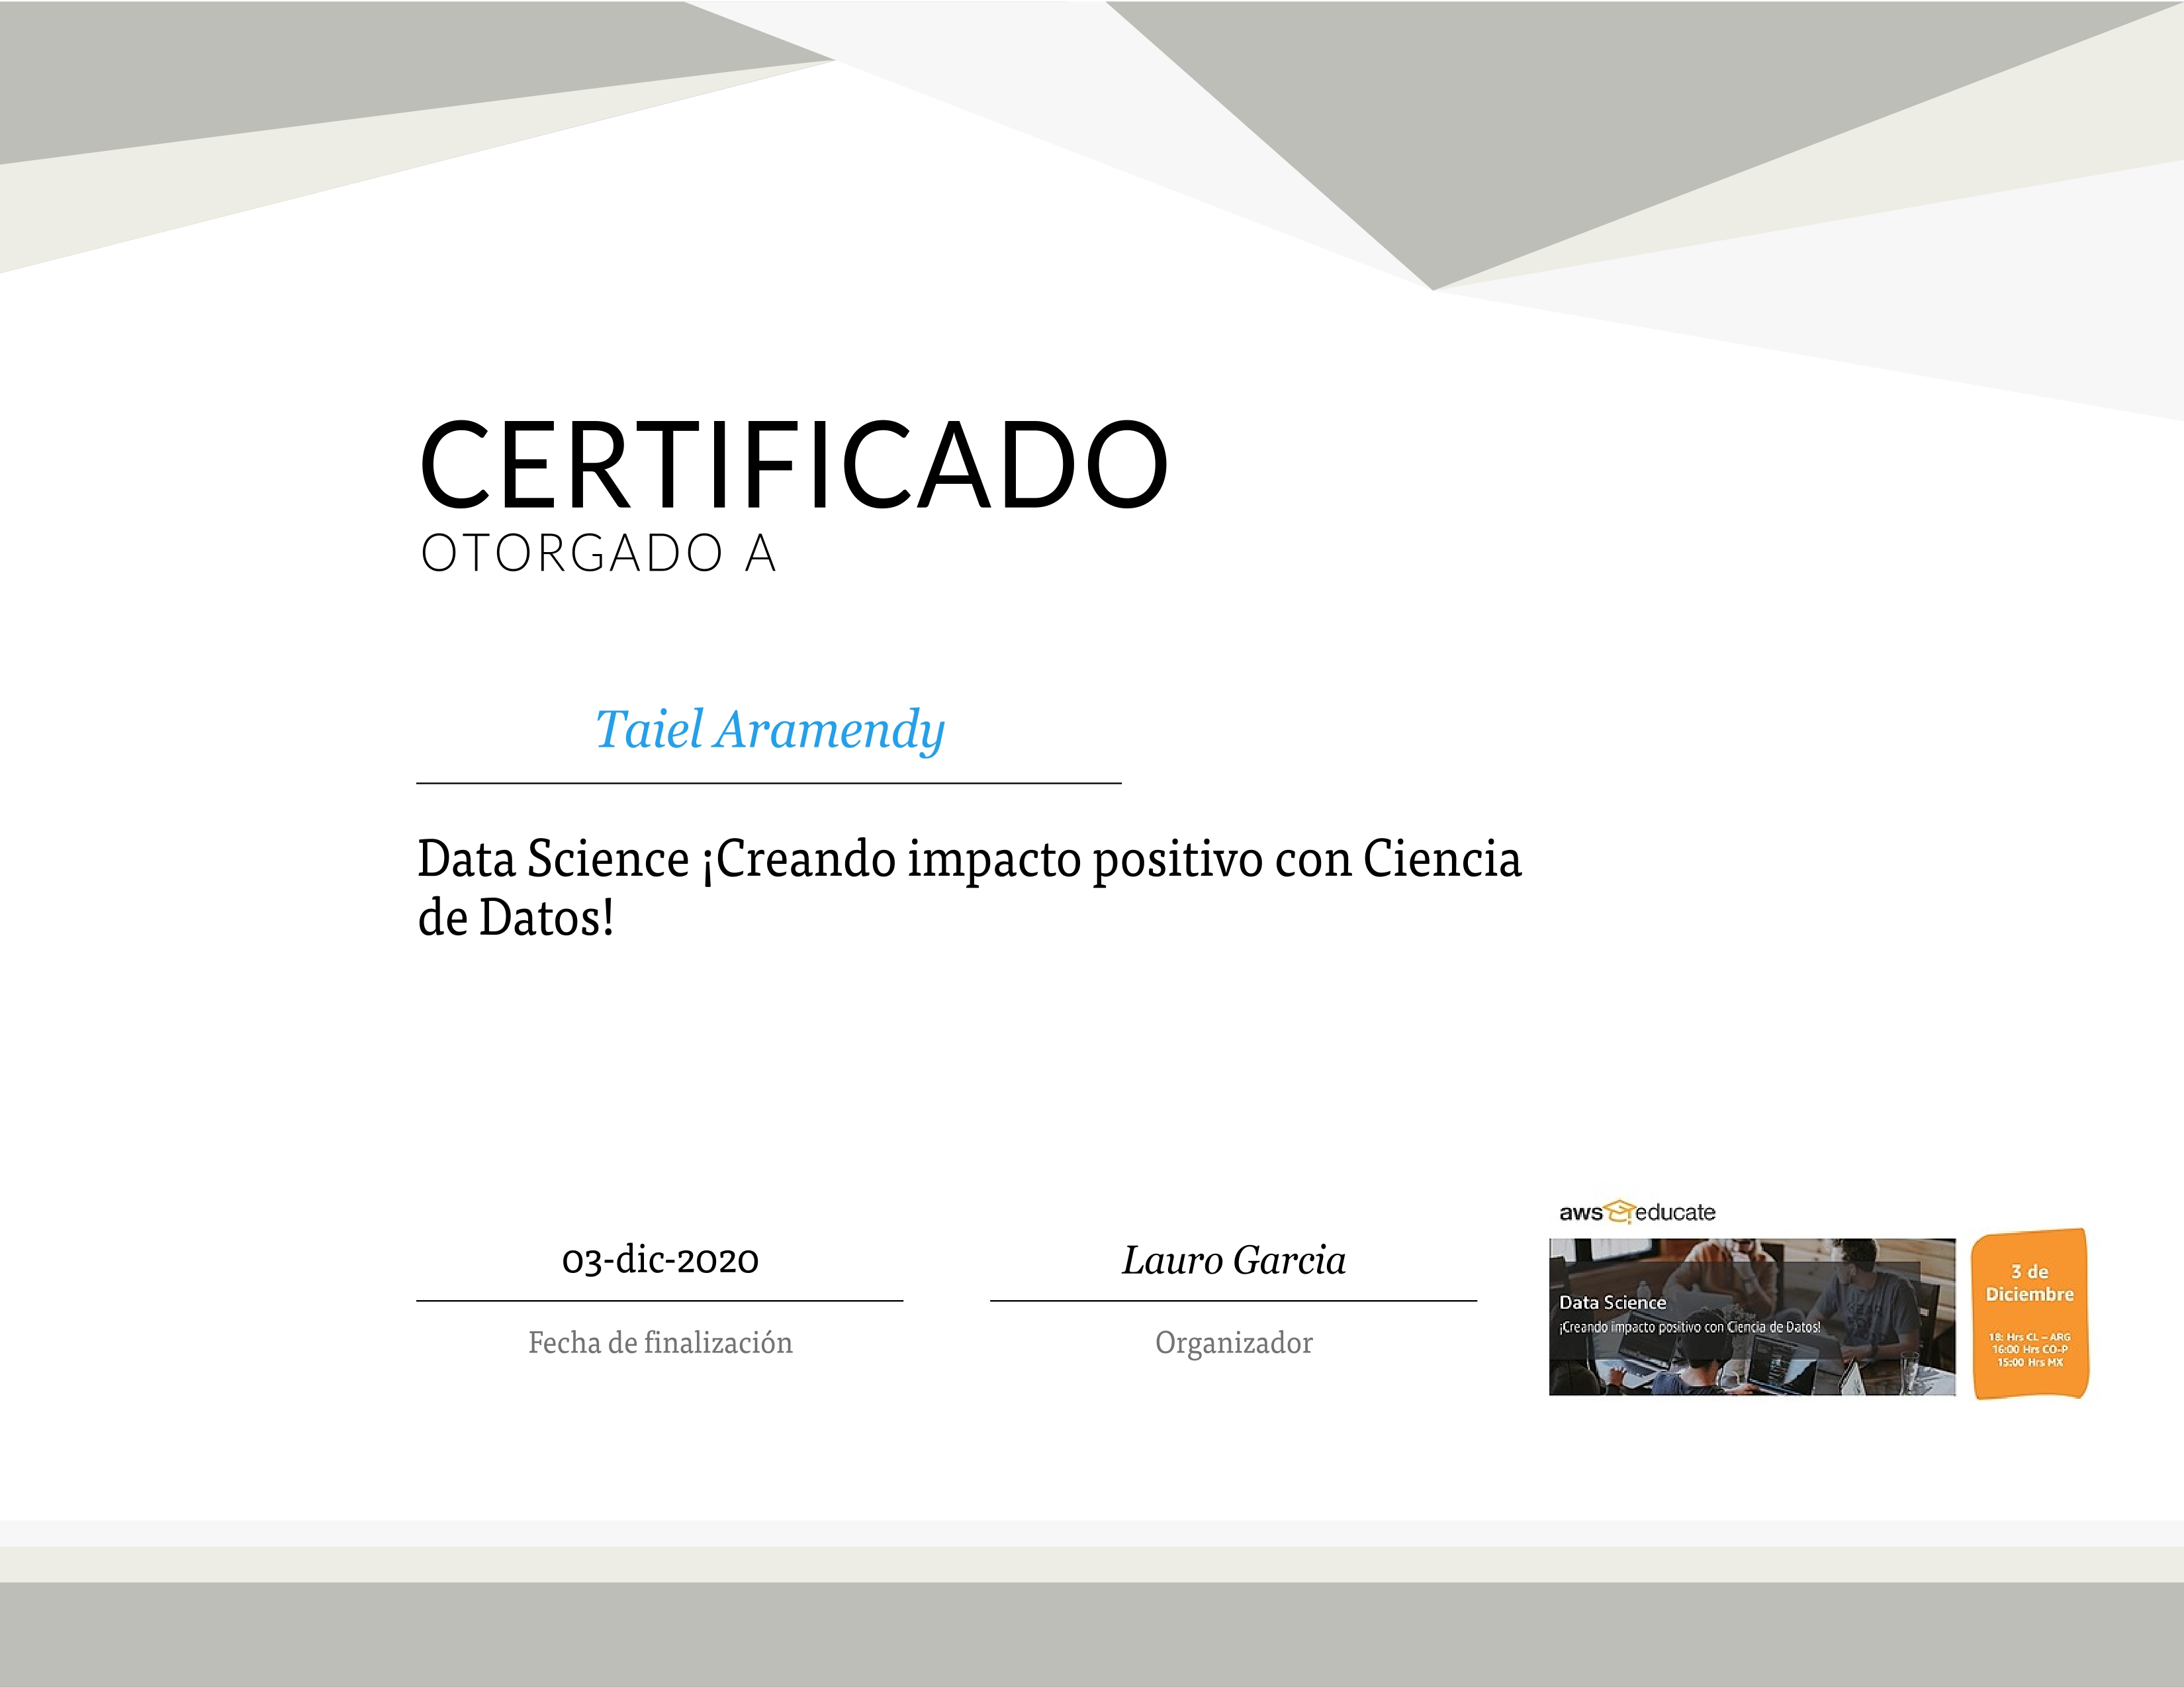 CERTIFICADO
OTORGADO A
Taiel Aramendy
Data Science ¡Creando impacto positivo con Ciencia
de Datos!
03-dic-2020
Fecha de finalización
Lauro Garcia
Organizador
aws educate
Data Science
¡Creando impacto positivo con Ciencia de Datos!
3 de
Diciembre
18: Hrs CL – ARG
16:00 Hrs CO-P
15:00 Hrs MX